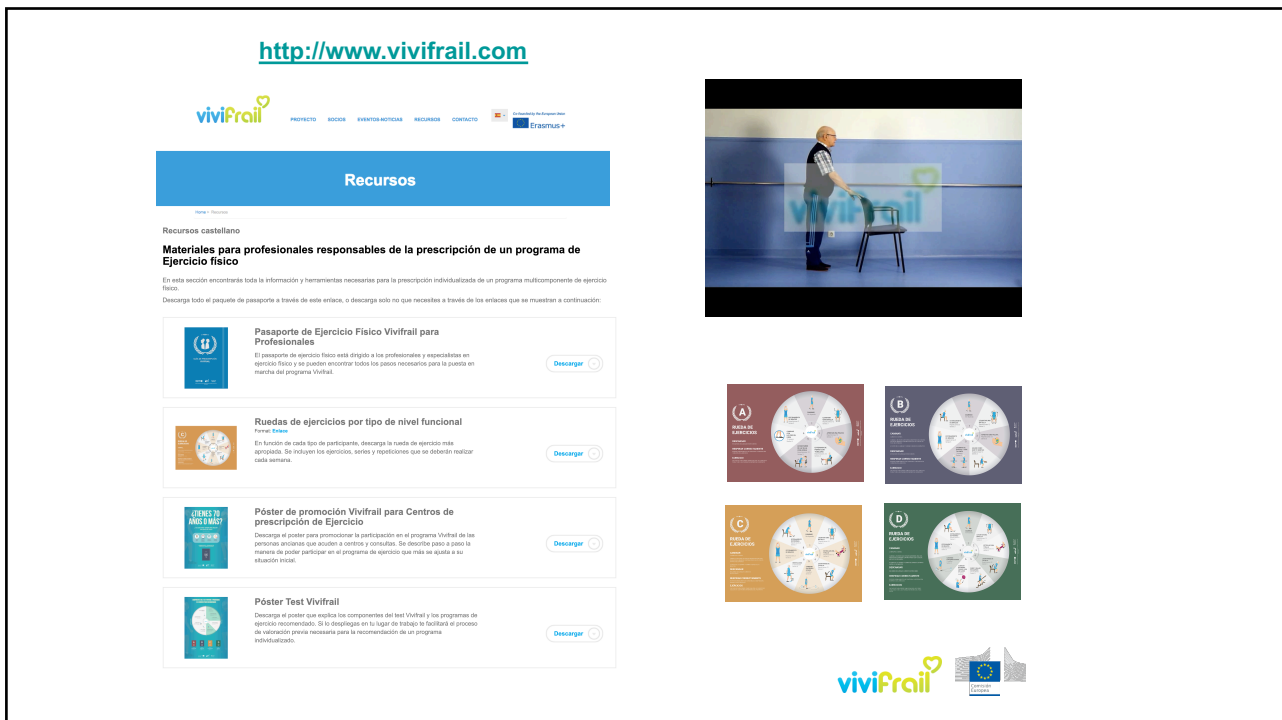 http://www.vivifrail.com
vivifrail
PROYECTO SOCIOS EVENTOS-NOTICIAS RECURSOS CONTACTO
Co-funded by the European Union
Erasmus+
Recursos
Home > Recursos
Recursos castellano
Materiales para profesionales responsables de la prescripción de un programa de
Ejercicio físico
En esta sección encontrarás toda la información y herramientas necesarias para la prescripción individualizada de un programa multicomponente de ejercicio
físico.
Descarga todo el paquete de pasaporte a través de este enlace, o descarga solo no que necesites a través de los enlaces que se muestran a continuación:
Pasaporte de Ejercicio Físico Vivifrail para
Profesionales
El pasaporte de ejercicio físico está dirigido a los profesionales y especialistas en
ejercicio físico y se pueden encontrar todos los pasos necesarios para la puesta en
marcha del programa Vivifrail.
Descargar
Ruedas de ejercicios por tipo de nivel funcional
Format: Enlace
En función de cada tipo de participante, descarga la rueda de ejercicio más
apropiada. Se incluyen los ejercicios, series y repeticiones que se deberán realizar
cada semana.
Descargar
¿TIENES 70
AÑOS O MÁS?
Póster de promoción Vivifrail para Centros de
prescripción de Ejercicio
Descarga el poster para promocionar la participación en el programa Vivifrail de las
personas ancianas que acuden a centros y consultas. Se describe paso a paso la
manera de poder participar en el programa de ejercicio que más se ajusta a su
situación inicial.
Descargar
Póster Test Vivifrail
Descarga el poster que explica los componentes del test Vivifrail y los programas de
ejercicio recomendado. Si lo despliegas en tu lugar de trabajo te facilitará el proceso
de valoración previa necesaria para la recomendación de un programa
individualizado.
Descargar
vivifrail
A
RUEDA DE
EJERCICIOS
B
RUEDA DE
EJERCICIOS
C
RUEDA DE
EJERCICIOS
D
RUEDA DE
EJERCICIOS
vivifrail
Comisión
Europea